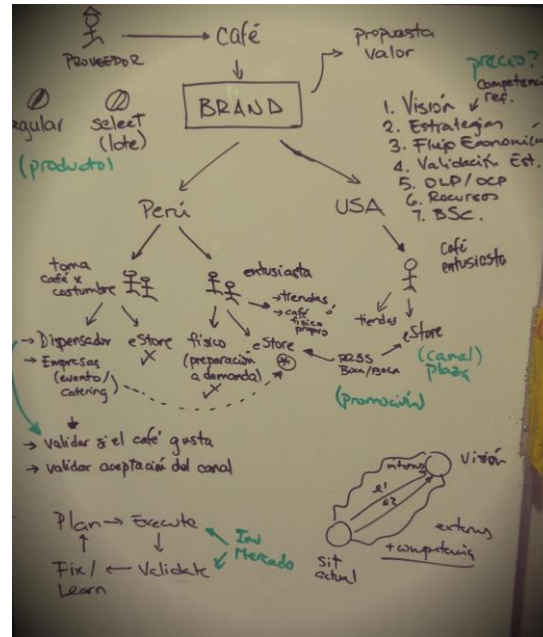 PROVEEDOR
café
propuesta
valor
precio?
competencia
ref.
BRAND
egular
select
(lote)
(producto)
1. Visión
2. Estrategias
3. Flujo Económico
4. Validación Est.
5. OLP/OCP
6. Recursos
7. BSC.
Perú
USA
toma
café x
costumbre
entusiasta
→ tiendas
→ café
físico
propio
café
entusiasta
tiendas
eStore
→ Dispensador
→ Empresas
(evento/
catering)
eStore
✓
físico
(preparación
a demanda)
✓
eStore
RRSS
Boca/Boca
(canal)
plaza
(promoción)
→ validar si el café gusta
→ validar aceptación del canal
Plan → Execute
Fix/ ← Validate
Learn
Inv
Mercado
interno
Visión
e1
e2
sit
actual
externos
+ competencia